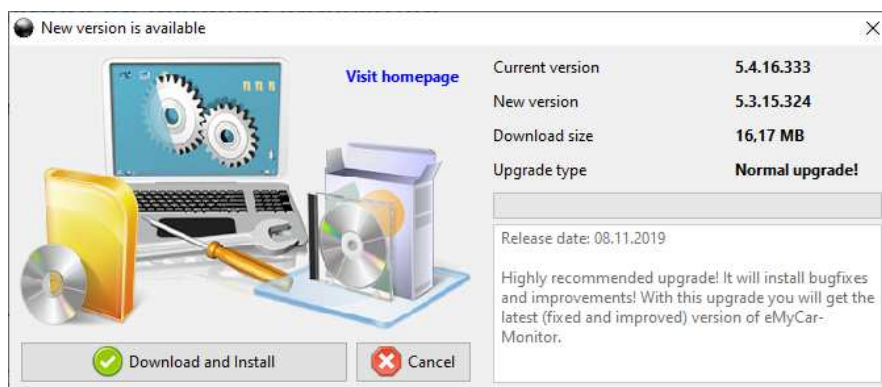 New version is available
Visit homepage
Current version 5.4.16.333
New version 5.3.15.324
Download size 16,17 MB
Upgrade type Normal upgrade!
Release date: 08.11.2019
Highly recommended upgrade! It will install bugfixes
and improvements! With this upgrade you will get the
latest (fixed and improved) version of eMyCar-
Monitor.
Download and Install
Cancel